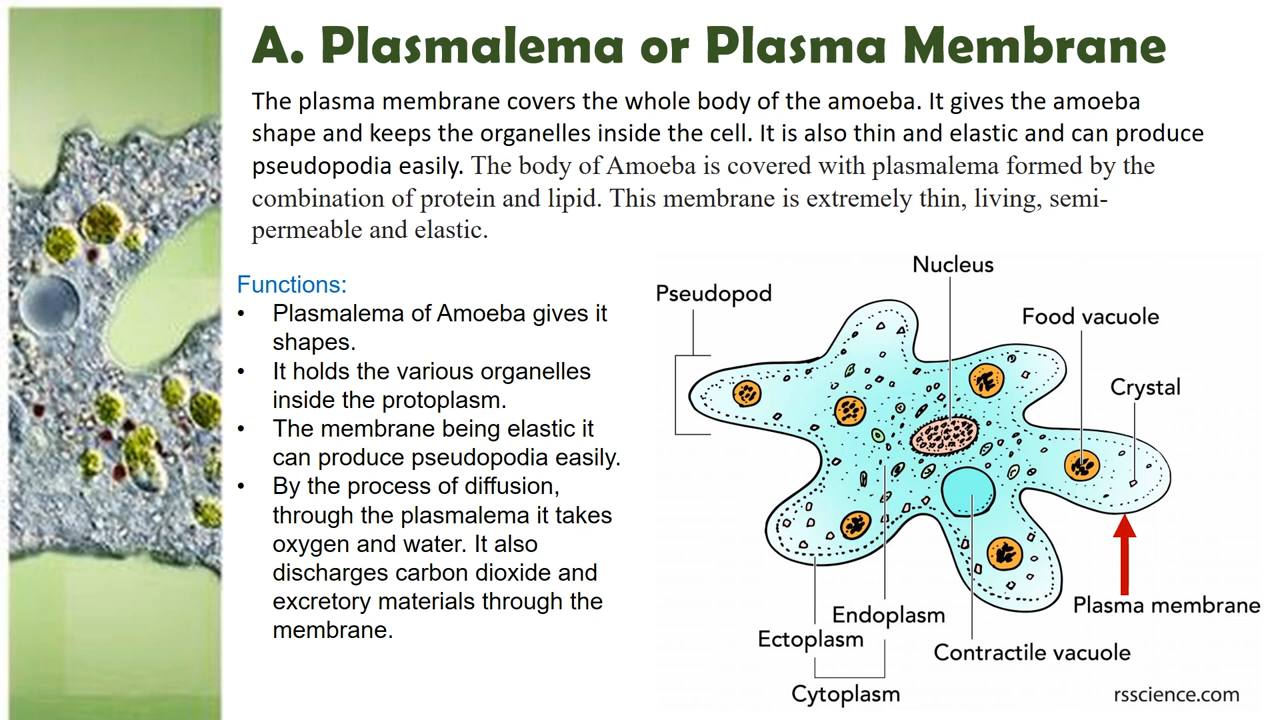 A. Plasmalema or Plasma Membrane
The plasma membrane covers the whole body of the amoeba. It gives the amoeba
shape and keeps the organelles inside the cell. It is also thin and elastic and can produce
pseudopodia easily. The body of Amoeba is covered with plasmalema formed by the
combination of protein and lipid. This membrane is extremely thin, living, semi-
permeable and elastic.
Functions:
• Plasmalema of Amoeba gives it
shapes.
• It holds the various organelles
inside the protoplasm.
• The membrane being elastic it
can produce pseudopodia easily.
• By the process of diffusion,
through the plasmalema it takes
oxygen and water. It also
discharges carbon dioxide and
excretory materials through the
membrane.
Nucleus
Pseudopod
Food vacuole
Crystal
Plasma membrane
Endoplasm
Ectoplasm
Contractile vacuole
Cytoplasm
rsscience.com